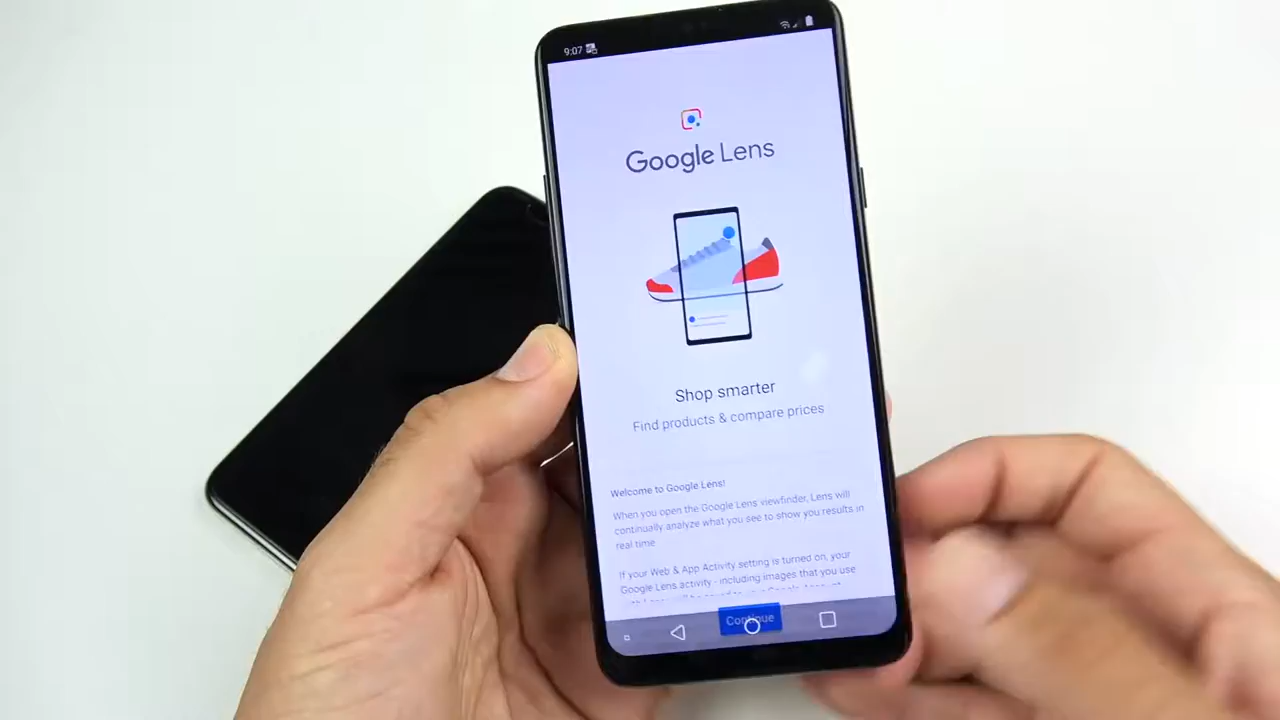 9:07
Google Lens
Shop smarter
Find products & compare prices
Welcome to Google Lens!
When you open the Google Lens viewfinder, Lens will
continually analyze what you see to show you results in
real time
If your Web & App Activity setting is turned on, your
Google Lens activity - including images that you use
Continue